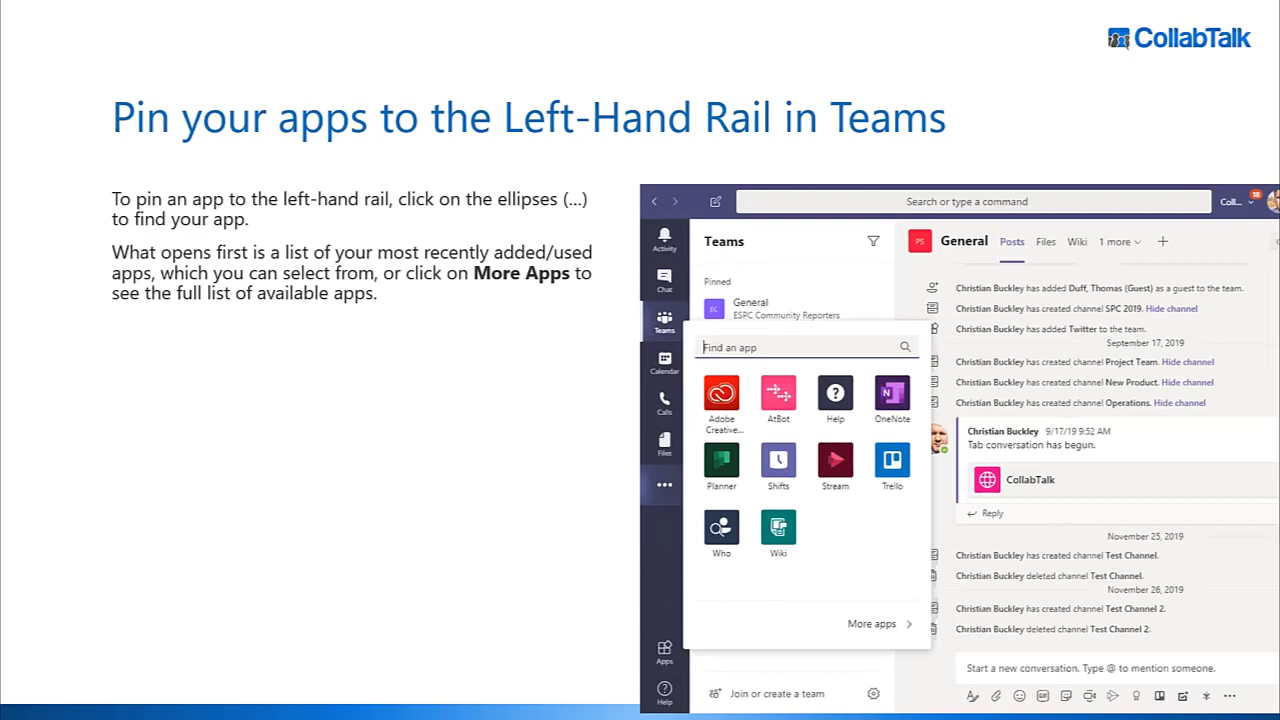 CollabTalk
Pin your apps to the Left-Hand Rail in Teams
To pin an app to the left-hand rail, click on the ellipses (...)
to find your app.
What opens first is a list of your most recently added/used
apps, which you can select from, or click on More Apps to
see the full list of available apps.
Search or type a command
Coll...
18
Activity
Chat
Teams
Calendar
Calls
Files
Apps
Help
Teams
Pinned
EC
General
ESPC Community Reporters
Find an app
Adobe
Creative...
AtBot
Help
OneNote
Planner
Shifts
Stream
Trello
Who
Wiki
More apps
Join or create a team
PS
General
Posts
Files
Wiki
1 more
Christian Buckley has added Duff, Thomas (Guest) as a guest to the team.
Christian Buckley has created channel SPC 2019. Hide channel
Christian Buckley has added Twitter to the team.
September 17, 2019
Christian Buckley has created channel Project Team. Hide channel
Christian Buckley has created channel New Product. Hide channel
Christian Buckley has created channel Operations. Hide channel
Christian Buckley 9/17/19 9:52 AM
Tab conversation has begun.
CollabTalk
Reply
November 25, 2019
Christian Buckley has created channel Test Channel.
Christian Buckley deleted channel Test Channel.
November 26, 2019
Christian Buckley has created channel Test Channel 2.
Christian Buckley deleted channel Test Channel 2.
Start a new conversation. Type @ to mention someone.
GIF